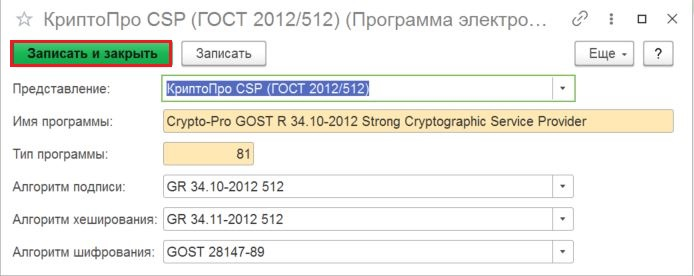 КриптоПро CSP (ГОСТ 2012/512) (Программа электро...
Записать и закрыть
Записать
Еще
?
Представление: КриптоПро CSP (ГОСТ 2012/512)
Имя программы: Crypto-Pro GOST R 34.10-2012 Strong Cryptographic Service Provider
Тип программы: 81
Алгоритм подписи: GR 34.10-2012 512
Алгоритм хеширования: GR 34.11-2012 512
Алгоритм шифрования: GOST 28147-89